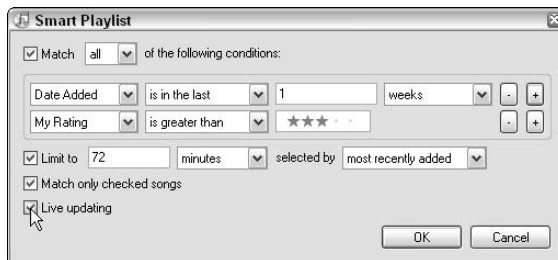 Smart Playlist
Match all of the following conditions:
Date Added is in the last 1 weeks - +
My Rating is greater than ★★★ · · - +
Limit to 72 minutes selected by most recently added
Match only checked songs
Live updating
OK Cancel